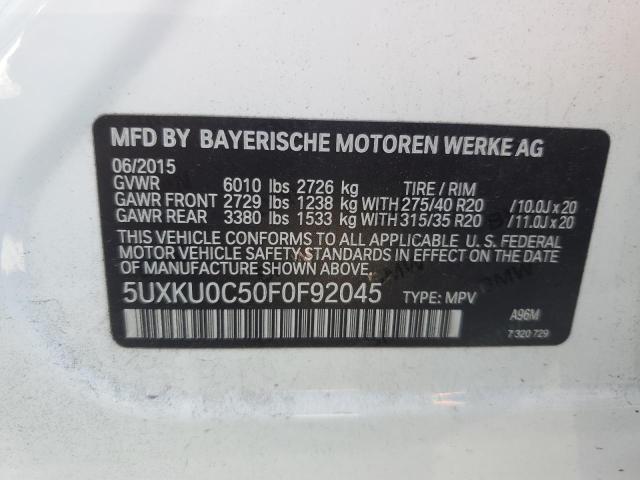 MFD BY BAYERISCHE MOTOREN WERKE AG
06/2015
GVWR 6010 lbs 2726 kg TIRE / RIM
GAWR FRONT 2729 lbs 1238 kg WITH 275/40 R20 /10.0J x 20
GAWR REAR 3380 lbs 1533 kg WITH 315/35 R20 /11.0J x 20
THIS VEHICLE CONFORMS TO ALL APPLICABLE U. S. FEDERAL
MOTOR VEHICLE SAFETY STANDARDS IN EFFECT ON THE DATE OF
MANUFACTURE SHOWN ABOVE.
5UXKU0C50F0F92045 TYPE: MPV A96M
7 320 729